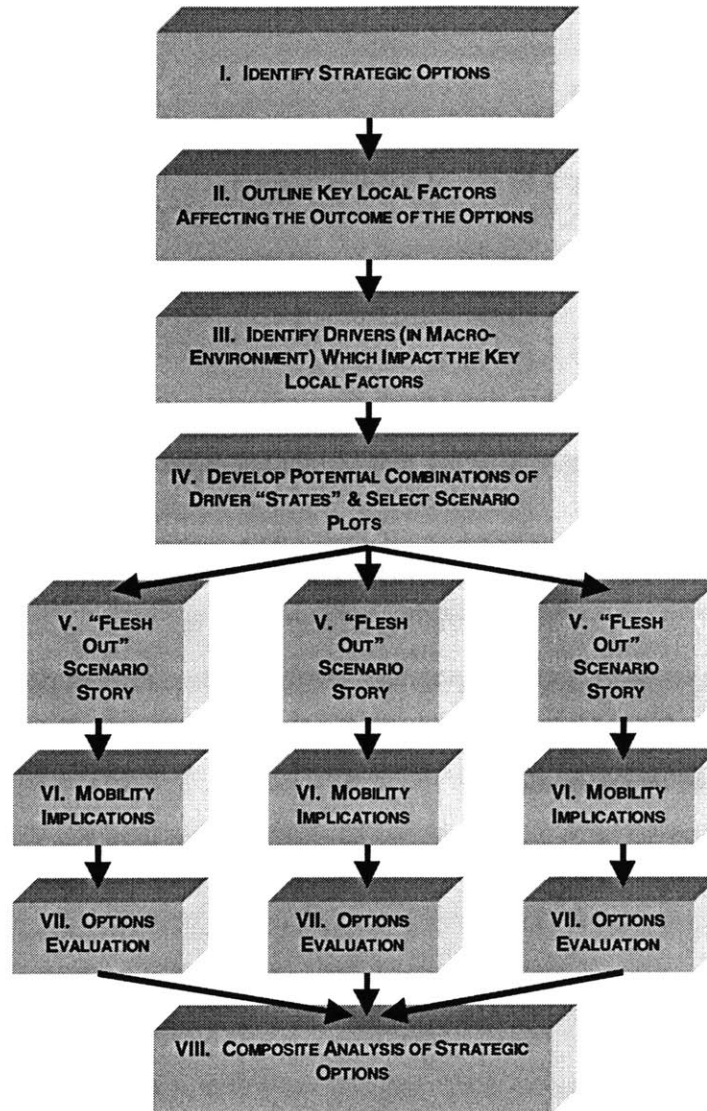 I. IDENTIFY STRATEGIC OPTIONS
II. OUTLINE KEY LOCAL FACTORS
AFFECTING THE OUTCOME OF THE OPTIONS
III. IDENTIFY DRIVERS (IN MACRO-
ENVIRONMENT) WHICH IMPACT THE KEY
LOCAL FACTORS
IV. DEVELOP POTENTIAL COMBINATIONS OF
DRIVER “STATES” & SELECT SCENARIO
PLOTS
V. “FLESH
OUT”
SCENARIO
STORY
V. “FLESH
OUT”
SCENARIO
STORY
V. “FLESH
OUT”
SCENARIO
STORY
VI. MOBILITY
IMPLICATIONS
VI. MOBILITY
IMPLICATIONS
VI. MOBILITY
IMPLICATIONS
VII. OPTIONS
EVALUATION
VII. OPTIONS
EVALUATION
VII. OPTIONS
EVALUATION
VIII. COMPOSITE ANALYSIS OF STRATEGIC
OPTIONS